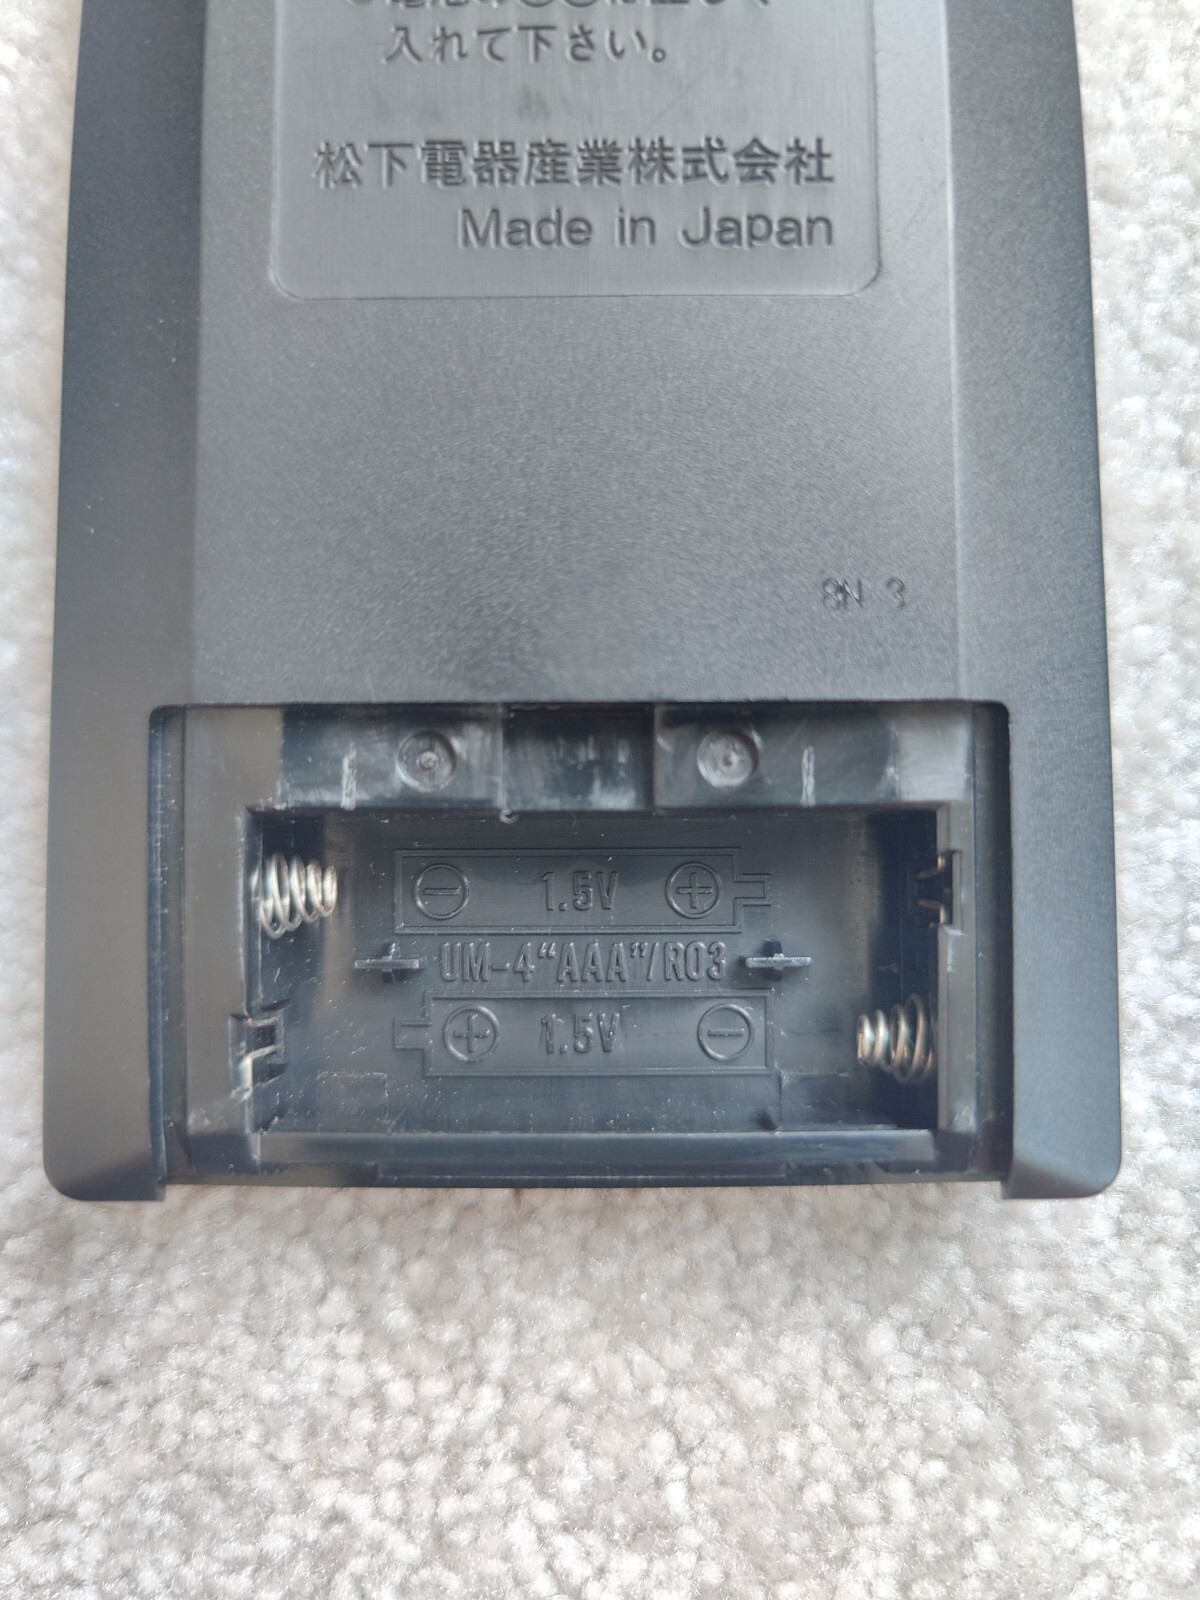 入れて下さい。
松下電器産業株式会社
Made in Japan
8N 3
⊖ 1.5V ⊕
UM-4“AAA”/R03
⊕ 1.5V ⊖